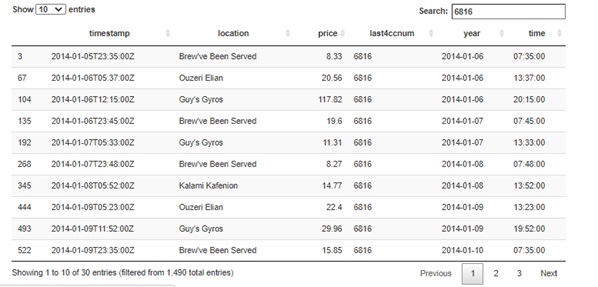 Show 10 entries Search: 6816
timestamp location price last4ccnum year time
3 2014-01-05T23:35:00Z Brew've Been Served 8.33 6816 2014-01-06 07:35:00
67 2014-01-06T05:37:00Z Ouzeri Elian 20.56 6816 2014-01-06 13:37:00
104 2014-01-06T12:15:00Z Guy's Gyros 117.82 6816 2014-01-06 20:15:00
135 2014-01-06T23:45:00Z Brew've Been Served 19.6 6816 2014-01-07 07:45:00
192 2014-01-07T05:33:00Z Guy's Gyros 11.31 6816 2014-01-07 13:33:00
268 2014-01-07T23:48:00Z Brew've Been Served 8.27 6816 2014-01-08 07:48:00
345 2014-01-08T05:52:00Z Kalami Kafenion 14.77 6816 2014-01-08 13:52:00
444 2014-01-09T05:23:00Z Ouzeri Elian 22.4 6816 2014-01-09 13:23:00
493 2014-01-09T11:52:00Z Guy's Gyros 29.96 6816 2014-01-09 19:52:00
522 2014-01-09T23:35:00Z Brew've Been Served 15.85 6816 2014-01-10 07:35:00
Showing 1 to 10 of 30 entries (filtered from 1,490 total entries) Previous 1 2 3 Next